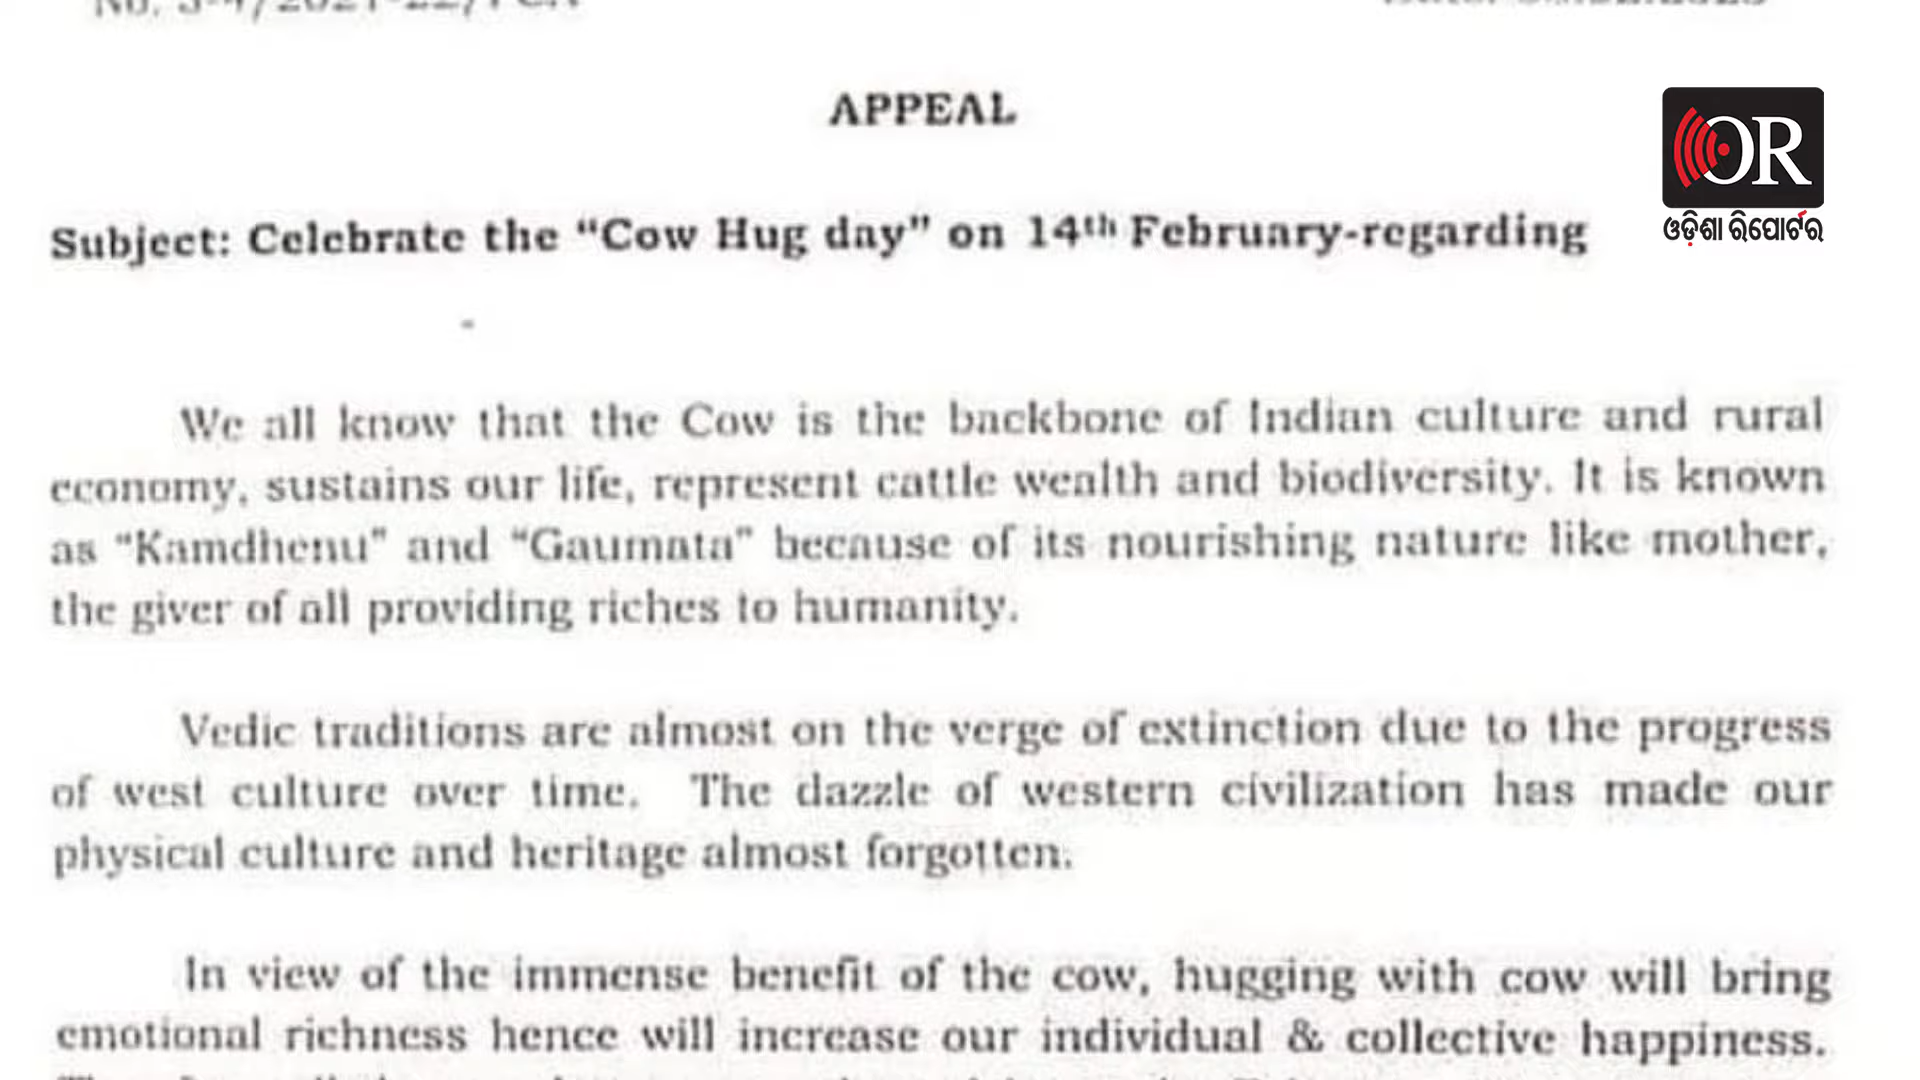 APPEAL
OR
ଓଡ଼ିଶା ରିପୋର୍ଟର
Subject: Celebrate the “Cow Hug day” on 14th February-regarding
We all know that the Cow is the backbone of Indian culture and rural
economy, sustains our life, represent cattle wealth and biodiversity. It is known
as “Kamdhenu” and “Gaumata” because of its nourishing nature like mother,
the giver of all providing riches to humanity.
Vedic traditions are almost on the verge of extinction due to the progress
of west culture over time. The dazzle of western civilization has made our
physical culture and heritage almost forgotten.
In view of the immense benefit of the cow, hugging with cow will bring
emotional richness hence will increase our individual & collective happiness.